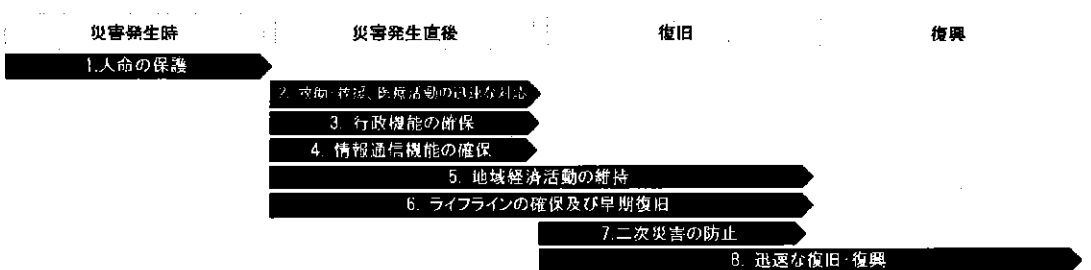 災害発生時 災害発生直後 復旧 復興
1.人命の保護
2. 救助・救援、医療活動の迅速な対応
3. 行政機能の確保
4. 情報通信機能の確保
5. 地域経済活動の維持
6. ライフラインの確保及び早期復旧
7.二次災害の防止
8. 迅速な復旧・復興